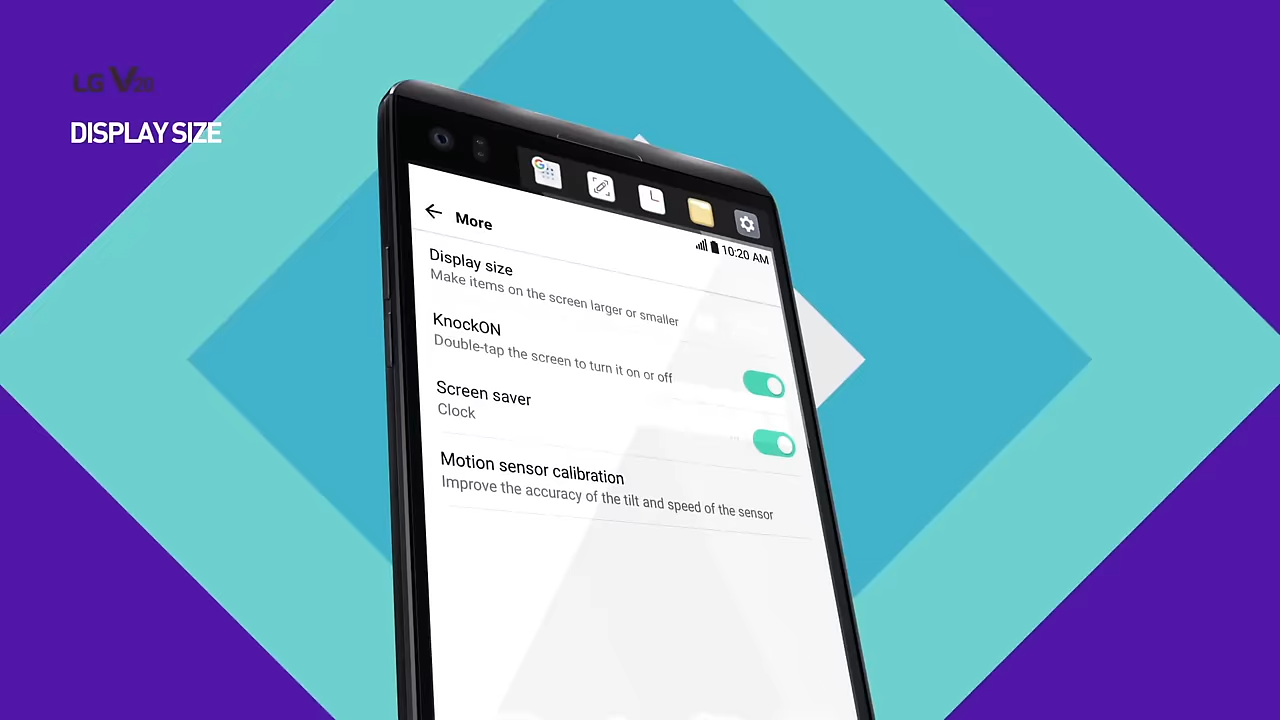 LG V20
DISPLAY SIZE
More
10:20 AM
Display size
Make items on the screen larger or smaller
KnockON
Double-tap the screen to turn it on or off
Screen saver
Clock
Motion sensor calibration
Improve the accuracy of the tilt and speed of the sensor